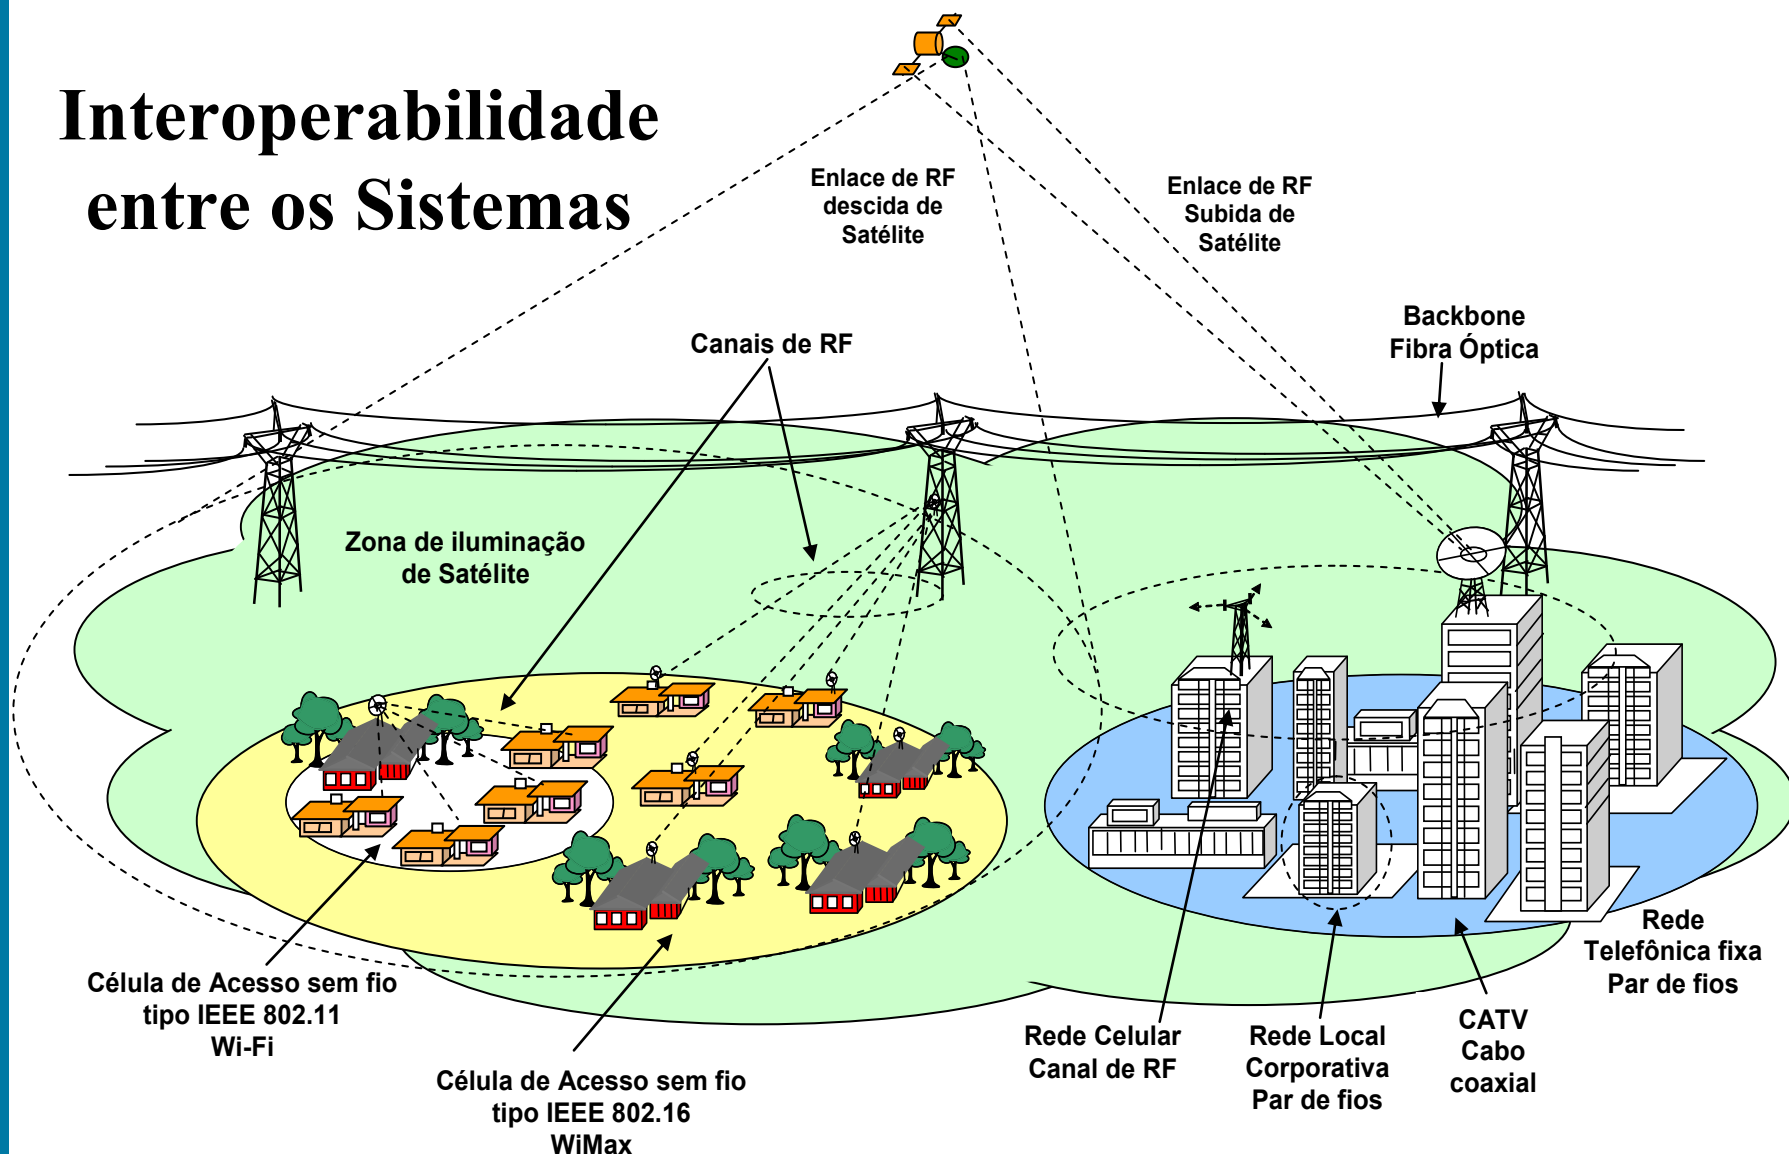 Interoperabilidade
entre os Sistemas
Enlace de RF
descida de
Satélite
Enlace de RF
Subida de
Satélite
Backbone
Fibra Óptica
Canais de RF
Zona de iluminação
de Satélite
Célula de Acesso sem fio
tipo IEEE 802.11
Wi-Fi
Célula de Acesso sem fio
tipo IEEE 802.16
WiMax
Rede Celular
Canal de RF
Rede Local
Corporativa
Par de fios
CATV
Cabo
coaxial
Rede
Telefônica fixa
Par de fios